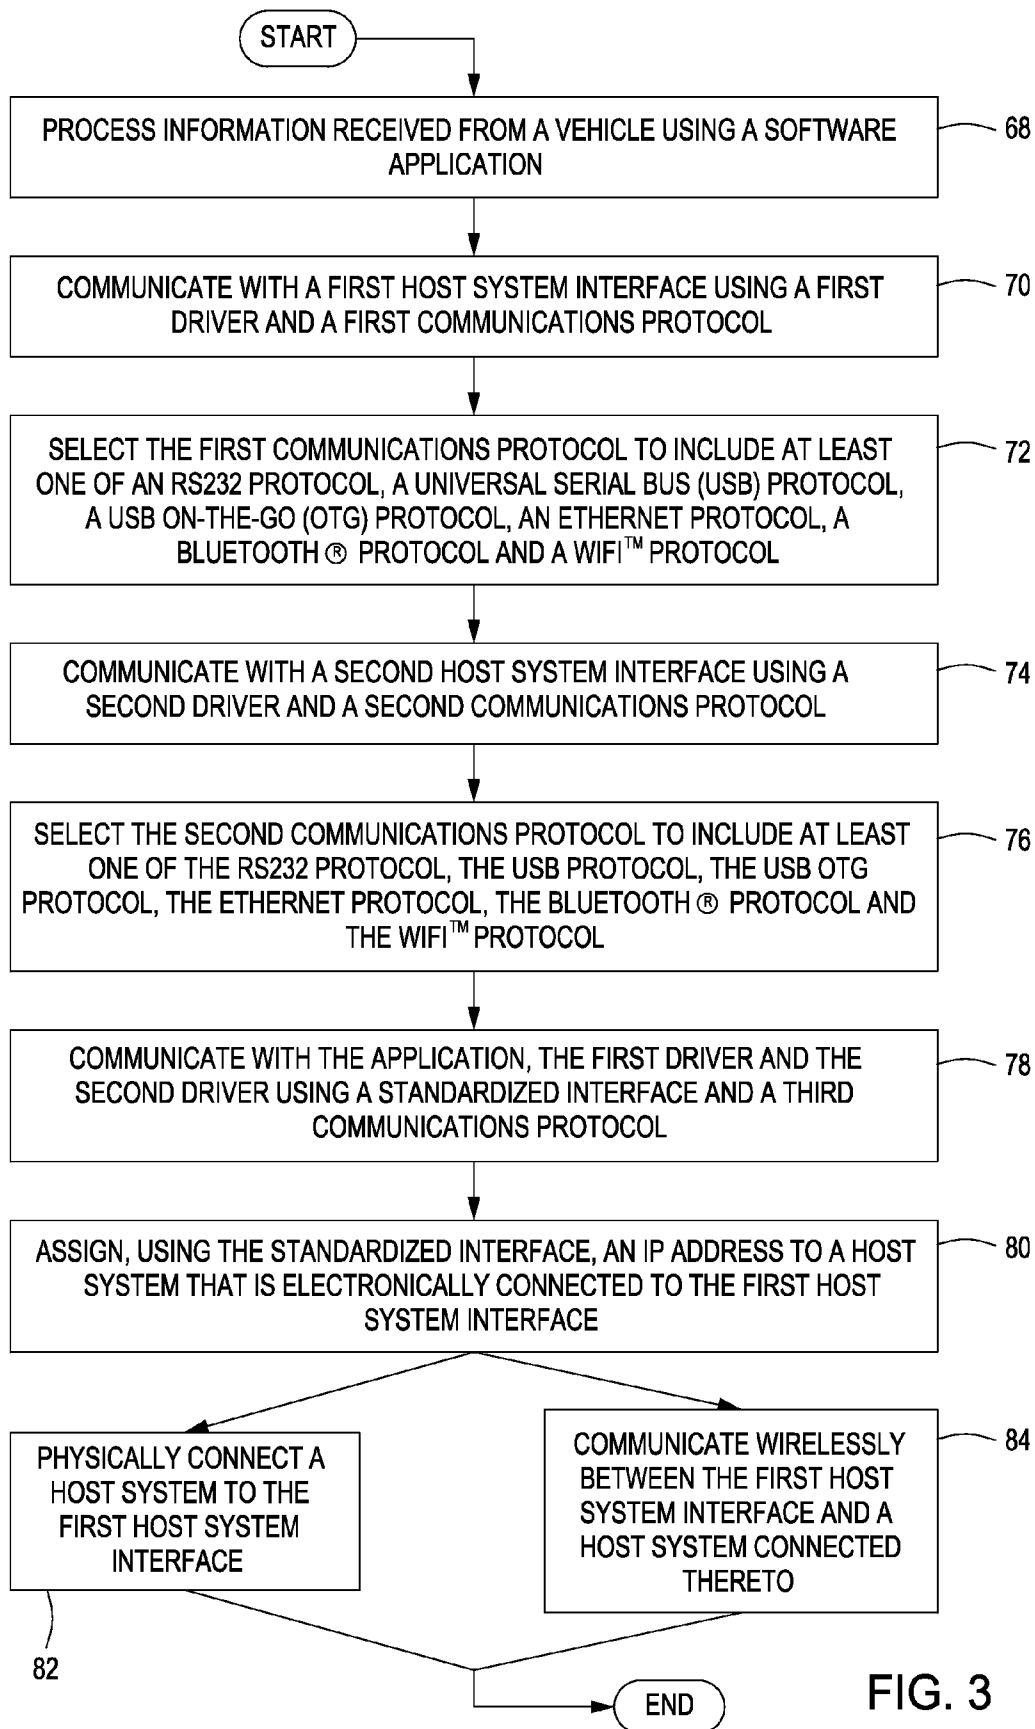 START
PROCESS INFORMATION RECEIVED FROM A VEHICLE USING A SOFTWARE
APPLICATION
68
COMMUNICATE WITH A FIRST HOST SYSTEM INTERFACE USING A FIRST
DRIVER AND A FIRST COMMUNICATIONS PROTOCOL
70
SELECT THE FIRST COMMUNICATIONS PROTOCOL TO INCLUDE AT LEAST
ONE OF AN RS232 PROTOCOL, A UNIVERSAL SERIAL BUS (USB) PROTOCOL,
A USB ON-THE-GO (OTG) PROTOCOL, AN ETHERNET PROTOCOL, A
BLUETOOTH ® PROTOCOL AND A WIFI™ PROTOCOL
72
COMMUNICATE WITH A SECOND HOST SYSTEM INTERFACE USING A
SECOND DRIVER AND A SECOND COMMUNICATIONS PROTOCOL
74
SELECT THE SECOND COMMUNICATIONS PROTOCOL TO INCLUDE AT LEAST
ONE OF THE RS232 PROTOCOL, THE USB PROTOCOL, THE USB OTG
PROTOCOL, THE ETHERNET PROTOCOL, THE BLUETOOTH ® PROTOCOL AND
THE WIFI™ PROTOCOL
76
COMMUNICATE WITH THE APPLICATION, THE FIRST DRIVER AND THE
SECOND DRIVER USING A STANDARDIZED INTERFACE AND A THIRD
COMMUNICATIONS PROTOCOL
78
ASSIGN, USING THE STANDARDIZED INTERFACE, AN IP ADDRESS TO A HOST
SYSTEM THAT IS ELECTRONICALLY CONNECTED TO THE FIRST HOST
SYSTEM INTERFACE
80
PHYSICALLY CONNECT A
HOST SYSTEM TO THE
FIRST HOST SYSTEM
INTERFACE
82
COMMUNICATE WIRELESSLY
BETWEEN THE FIRST HOST
SYSTEM INTERFACE AND A
HOST SYSTEM CONNECTED
THERETO
84
END
FIG. 3